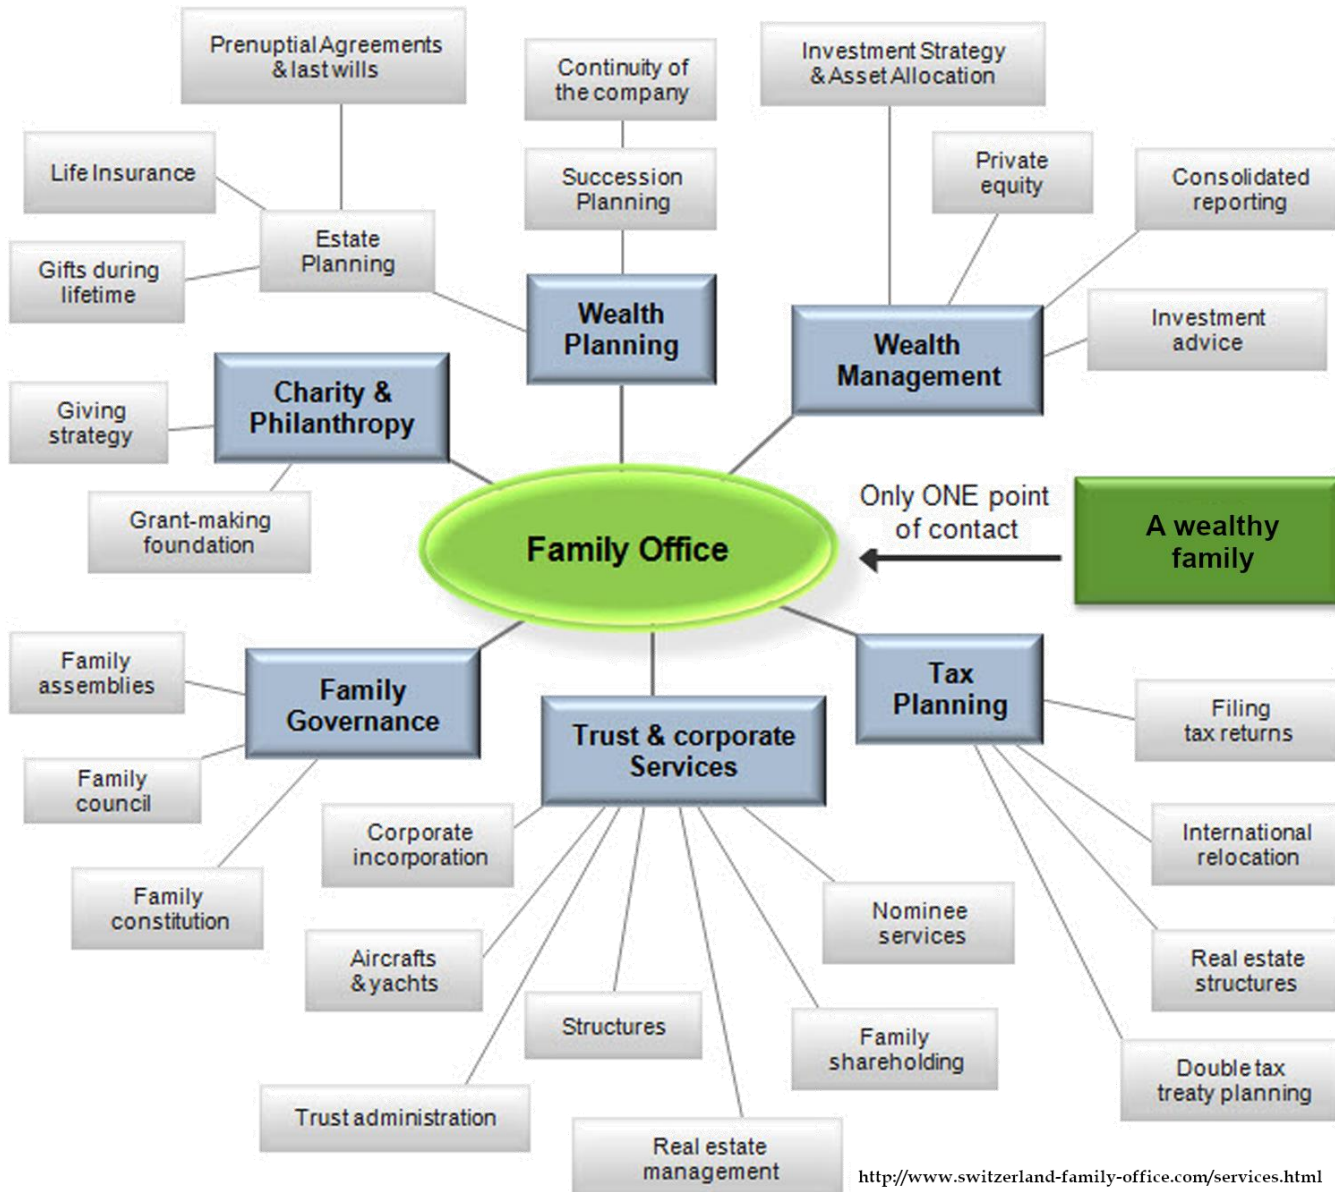 Prenuptial Agreements
& last wills
Continuity of
the company
Investment Strategy
& Asset Allocation
Life Insurance
Succession
Planning
Private
equity
Consolidated
reporting
Estate
Planning
Gifts during
lifetime
Wealth
Planning
Wealth
Management
Investment
advice
Charity &
Philanthropy
Giving
strategy
Grant-making
foundation
Family Office
Only ONE point
of contact
A wealthy
family
Family
assemblies
Family
Governance
Trust & corporate
Services
Tax
Planning
Filing
tax returns
Family
council
Corporate
incorporation
International
relocation
Family
constitution
Nominee
services
Aircrafts
& yachts
Real estate
structures
Structures
Family
shareholding
Double tax
treaty planning
Trust administration
Real estate
management
http://www.switzerland-family-office.com/services.html